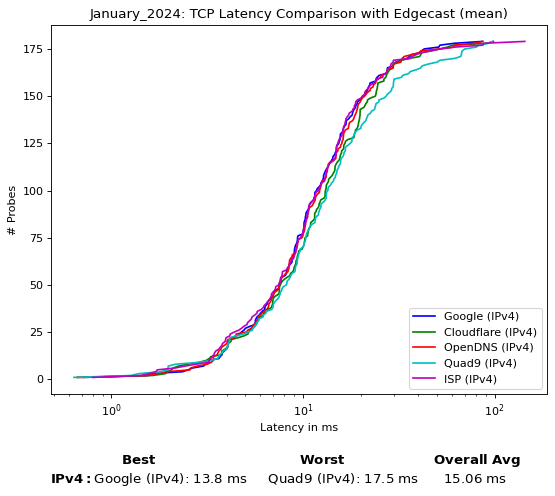 January_2024: TCP Latency Comparison with Edgecast (mean)
175
150
125
100
75
50
25
0
# Probes
10^0
10^1
10^2
Latency in ms
Google (IPv4)
Cloudflare (IPv4)
OpenDNS (IPv4)
Quad9 (IPv4)
ISP (IPv4)
Best Worst Overall Avg
IPv4: Google (IPv4): 13.8 ms Quad9 (IPv4): 17.5 ms 15.06 ms